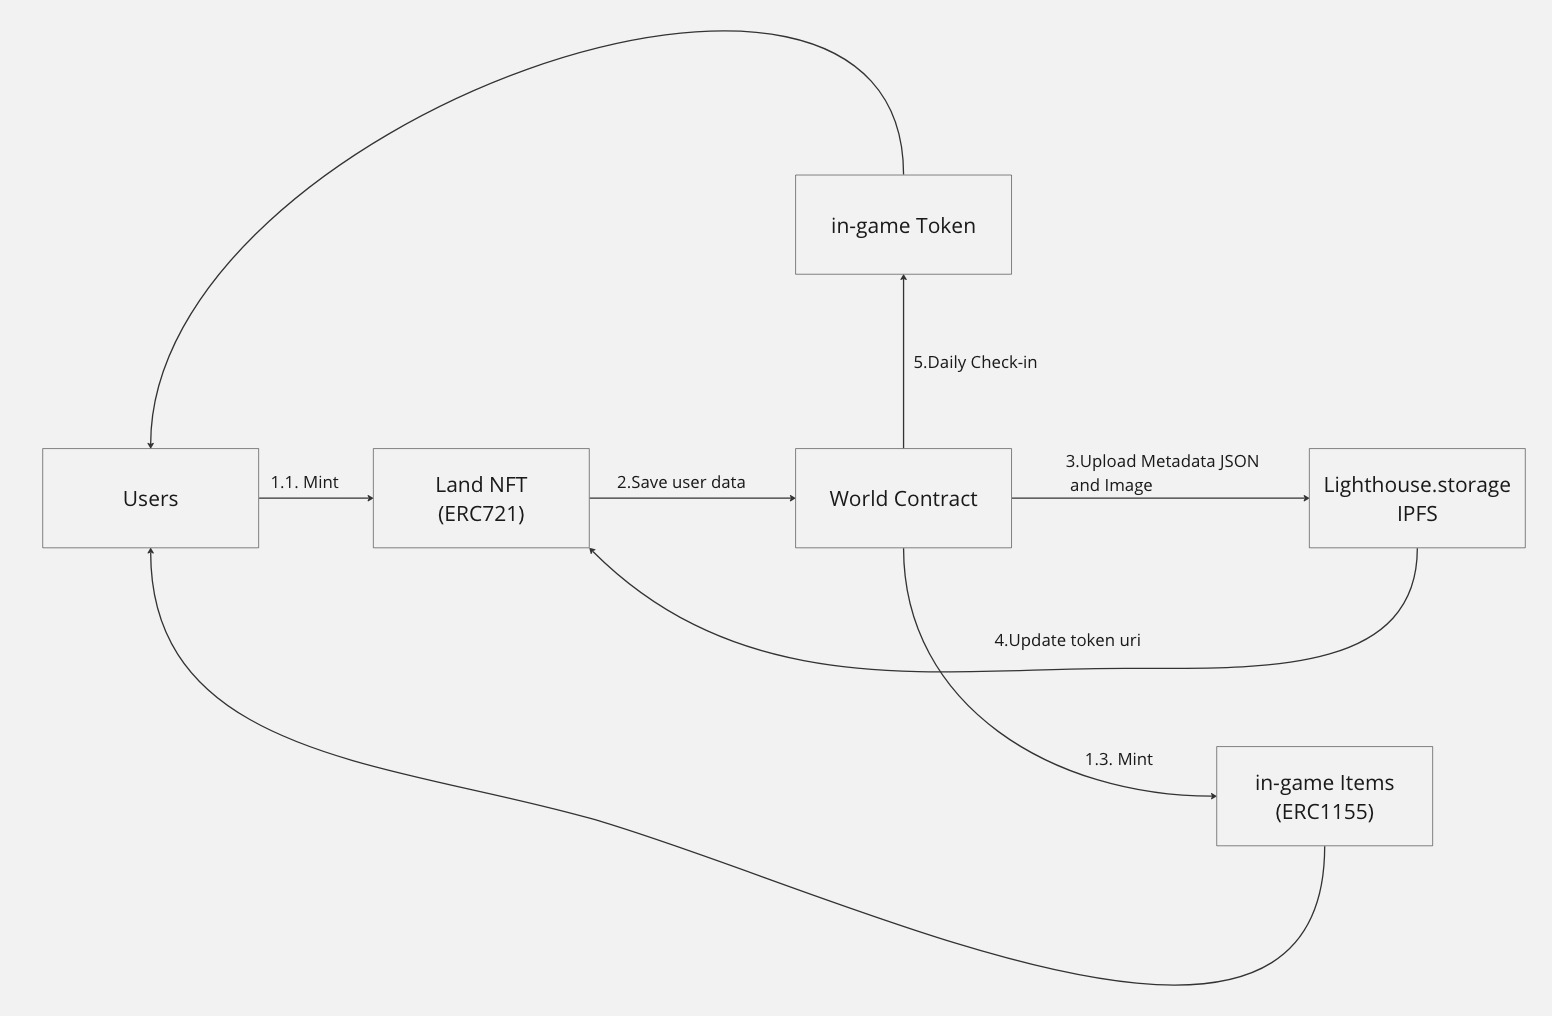 in-game Token
5.Daily Check-in
Users
1.1. Mint
Land NFT
(ERC721)
2.Save user data
World Contract
3.Upload Metadata JSON
and Image
Lighthouse.storage
IPFS
4.Update token uri
1.3. Mint
in-game Items
(ERC1155)